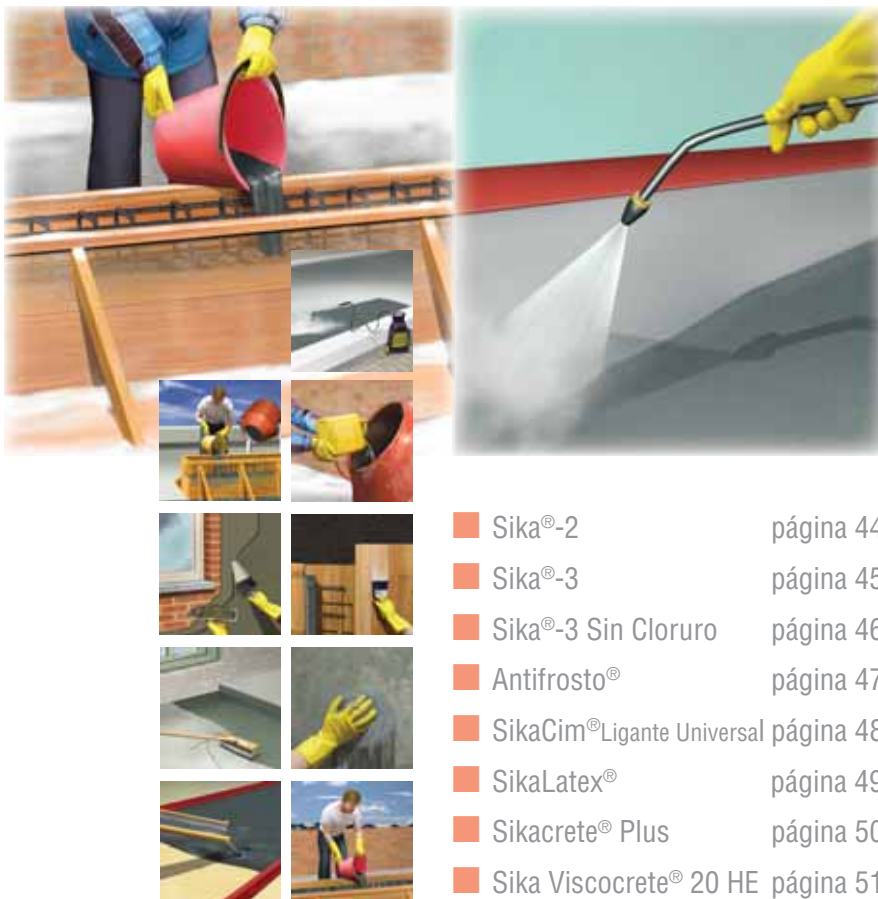 Sika®-2 página 44
Sika®-3 página 45
Sika®-3 Sin Cloruro página 46
Antifrosto® página 47
SikaCim®Ligante Universal página 48
SikaLatex® página 49
Sikacrete® Plus página 50
Sika Viscocrete® 20 HE página 51